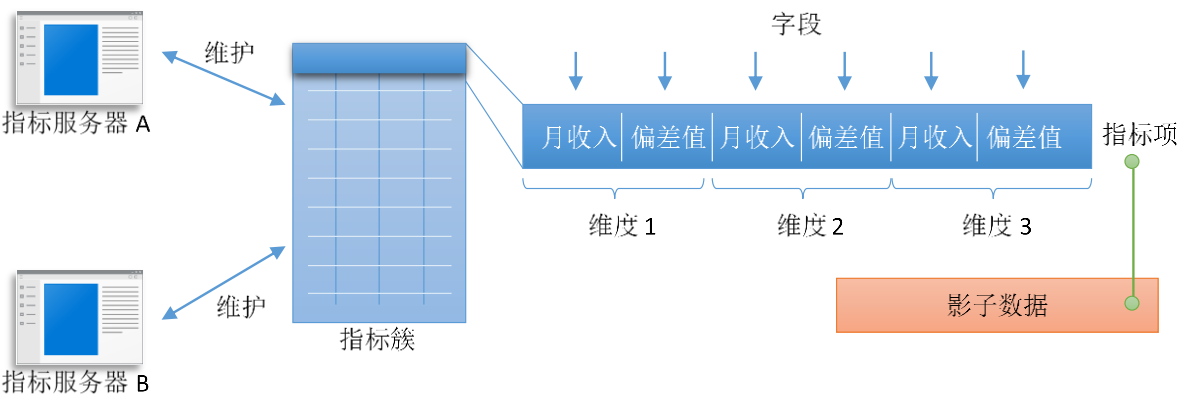 字段
维护
指标服务器 A
月收入 偏差值 月收入 偏差值 月收入 偏差值
指标项
维度 1
维度 2
维度 3
维护
影子数据
指标簇
指标服务器 B